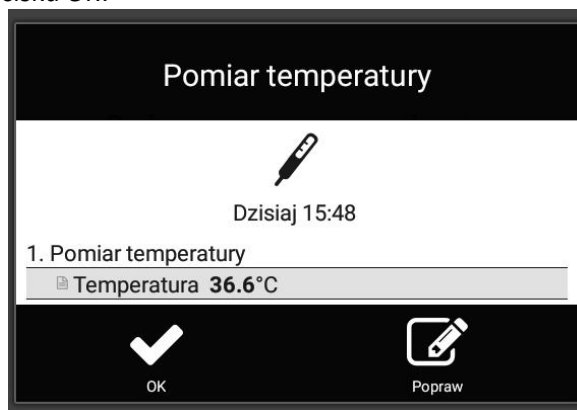 Pomiar temperatury
Dzisiaj 15:48
1. Pomiar temperatury
Temperatura 36.6°C
OK Popraw